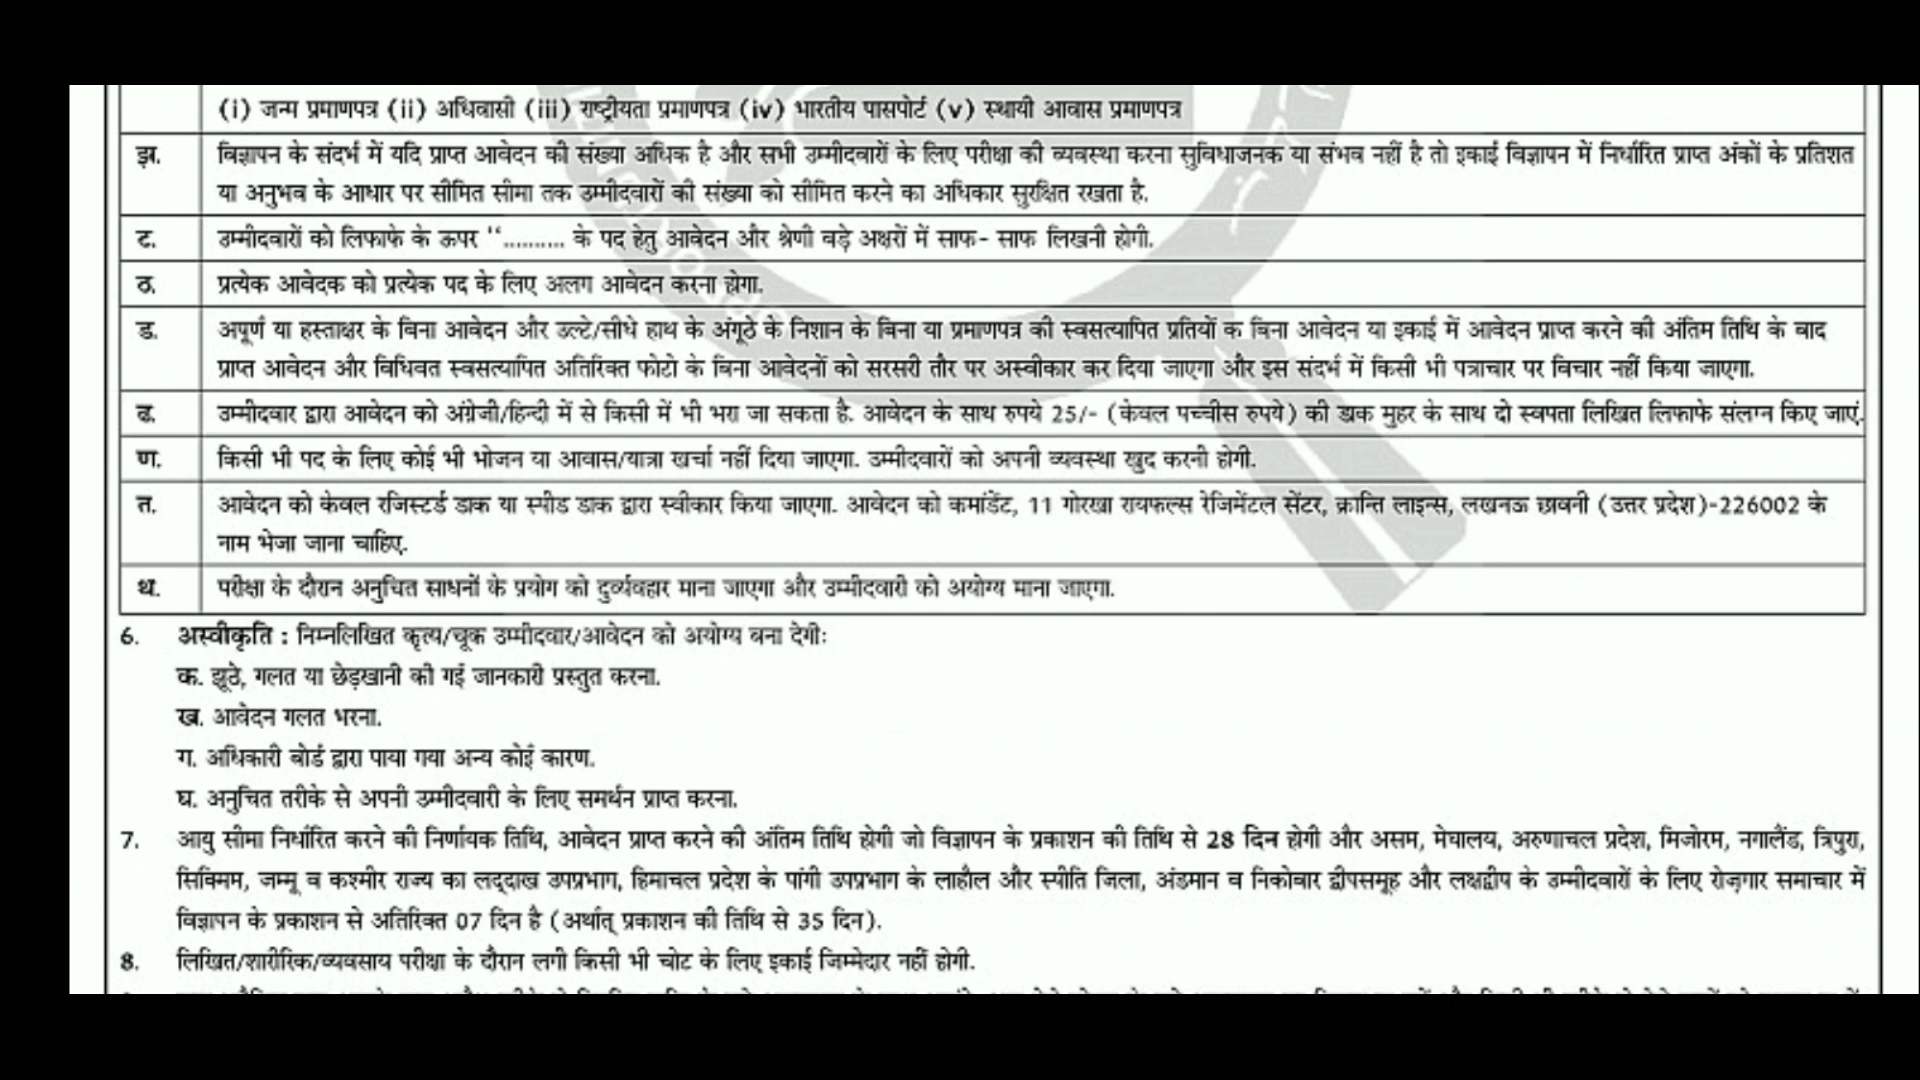 (i) जन्म प्रमाणपत्र (ii) अधिवासी (iii) राष्ट्रीयता प्रमाणपत्र (iv) भारतीय पासपोर्ट (v) स्थायी आवास प्रमाणपत्र
झ. विज्ञापन के संदर्भ में यदि प्राप्त आवेदन की संख्या अधिक है और सभी उम्मीदवारों के लिए परीक्षा की व्यवस्था करना सुविधाजनक या संभव नहीं है तो इकाई विज्ञापन में निर्धारित प्राप्त अंकों के प्रतिशत
या अनुभव के आधार पर सीमित सीमा तक उम्मीदवारों की संख्या को सीमित करने का अधिकार सुरक्षित रखता है.
ट. उम्मीदवारों को लिफाफे के ऊपर ‘‘.......... के पद हेतु आवेदन और श्रेणी बड़े अक्षरों में साफ- साफ लिखनी होगी.
ठ. प्रत्येक आवेदक को प्रत्येक पद के लिए अलग आवेदन करना होगा.
ड. अपूर्ण या हस्ताक्षर के बिना आवेदन और उल्टे/सीधे हाथ के अंगूठे के निशान के बिना या प्रमाणपत्र की स्वसत्यापित प्रतियों क बिना आवेदन या इकाई में आवेदन प्राप्त करने की अंतिम तिथि के बाद
प्राप्त आवेदन और विधिवत स्वसत्यापित अतिरिक्त फोटो के बिना आवेदनों को सरसरी तौर पर अस्वीकार कर दिया जाएगा और इस संदर्भ में किसी भी पत्राचार पर विचार नहीं किया जाएगा.
ढ. उम्मीदवार द्वारा आवेदन को अंग्रेजी/हिन्दी में से किसी में भी भरा जा सकता है. आवेदन के साथ रुपये 25/- (केवल पच्चीस रुपये) की डाक मुहर के साथ दो स्वपता लिखित लिफाफे संलग्न किए जाएं.
ण. किसी भी पद के लिए कोई भी भोजन या आवास/यात्रा खर्चा नहीं दिया जाएगा. उम्मीदवारों को अपनी व्यवस्था खुद करनी होगी.
त. आवेदन को केवल रजिस्टर्ड डाक या स्पीड डाक द्वारा स्वीकार किया जाएगा. आवेदन को कमांडेंट, 11 गोरखा रायफल्स रेजिमेंटल सेंटर, क्रान्ति लाइन्स, लखनऊ छावनी (उत्तर प्रदेश)-226002 के
नाम भेजा जाना चाहिए.
थ. परीक्षा के दौरान अनुचित साधनों के प्रयोग को दुर्व्यवहार माना जाएगा और उम्मीदवारी को अयोग्य माना जाएगा.
6. अस्वीकृति : निम्नलिखित कृत्य/चूक उम्मीदवार/आवेदन को अयोग्य बना देगी:
क. झूठे, गलत या छेड़खानी की गई जानकारी प्रस्तुत करना.
ख. आवेदन गलत भरना.
ग. अधिकारी बोर्ड द्वारा पाया गया अन्य कोई कारण.
घ. अनुचित तरीके से अपनी उम्मीदवारी के लिए समर्थन प्राप्त करना.
7. आयु सीमा निर्धारित करने की निर्णायक तिथि, आवेदन प्राप्त करने की अंतिम तिथि होगी जो विज्ञापन के प्रकाशन की तिथि से 28 दिन होगी और असम, मेघालय, अरुणाचल प्रदेश, मिजोरम, नगालैंड, त्रिपुरा,
सिक्मिम, जम्मू व कश्मीर राज्य का लद्दाख उपप्रभाग, हिमाचल प्रदेश के पांगी उपप्रभाग के लाहौल और स्पीति जिला, अंडमान व निकोबार द्वीपसमूह और लक्षद्वीप के उम्मीदवारों के लिए रोज़गार समाचार में
विज्ञापन के प्रकाशन से अतिरिक्त 07 दिन है (अर्थात् प्रकाशन की तिथि से 35 दिन).
8. लिखित/शारीरिक/व्यवसाय परीक्षा के दौरान लगी किसी भी चोट के लिए इकाई जिम्मेदार नहीं होगी.